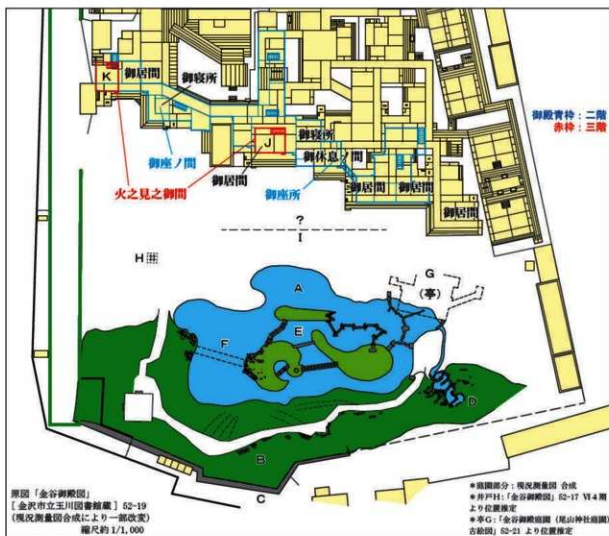 K
御居間
御寝所
御殿青枠：二階
赤枠：三階
J
御寝所
御座ノ間
御休息ノ間
火之見之御間
御居間
御座所
御居間
御居間
御居間
?
I
H
A
G
(亭)
E
F
D
B
C
原図「金谷御殿図」
[金沢市立玉川図書館蔵] 52-19
(現況測量図合成により一部改変)
縮尺約 1/1,000
＊庭園部分：現況測量図 合成
＊井戸H：「金谷御殿図」52-17 Ⅵ4期
より位置推定
＊亭G：「金谷御殿庭園（尾山神社庭園）
古絵図」52-21 より位置推定